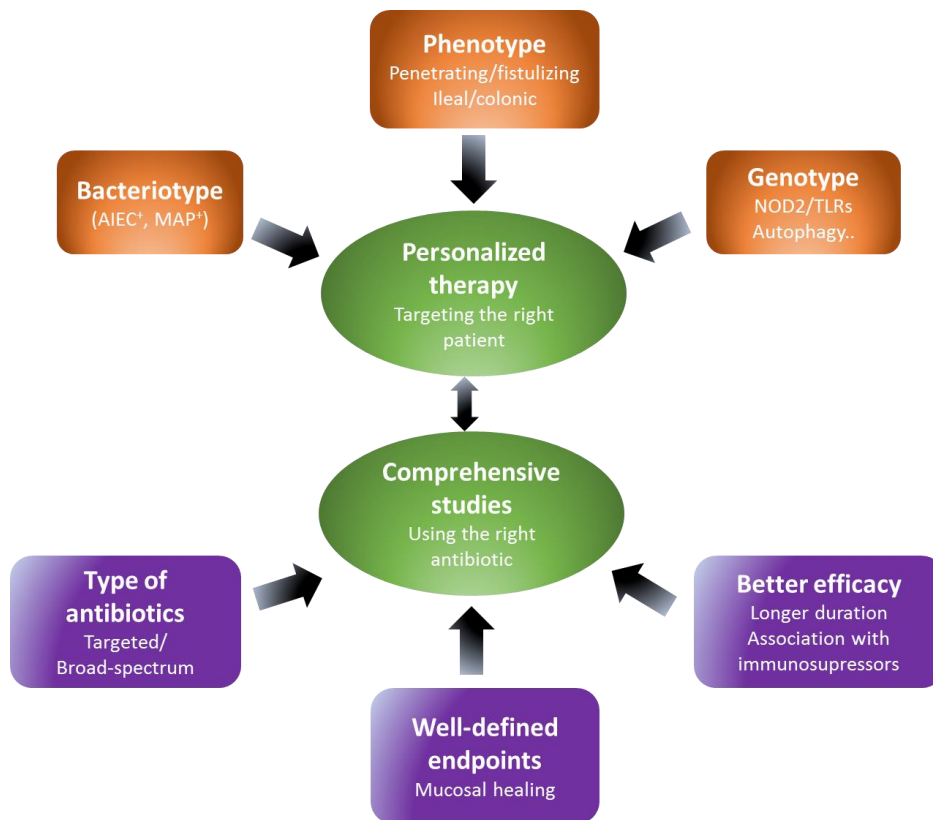 Phenotype
Penetrating/fistulizing
Ileal/colonic
Bacteriotype
(AIEC⁺, MAP⁺)
Genotype
NOD2/TLRs
Autophagy..
Personalized
therapy
Targeting the right
patient
Comprehensive
studies
Using the right
antibiotic
Type of
antibiotics
Targeted/
Broad-spectrum
Better efficacy
Longer duration
Association with
immunosupressors
Well-defined
endpoints
Mucosal healing